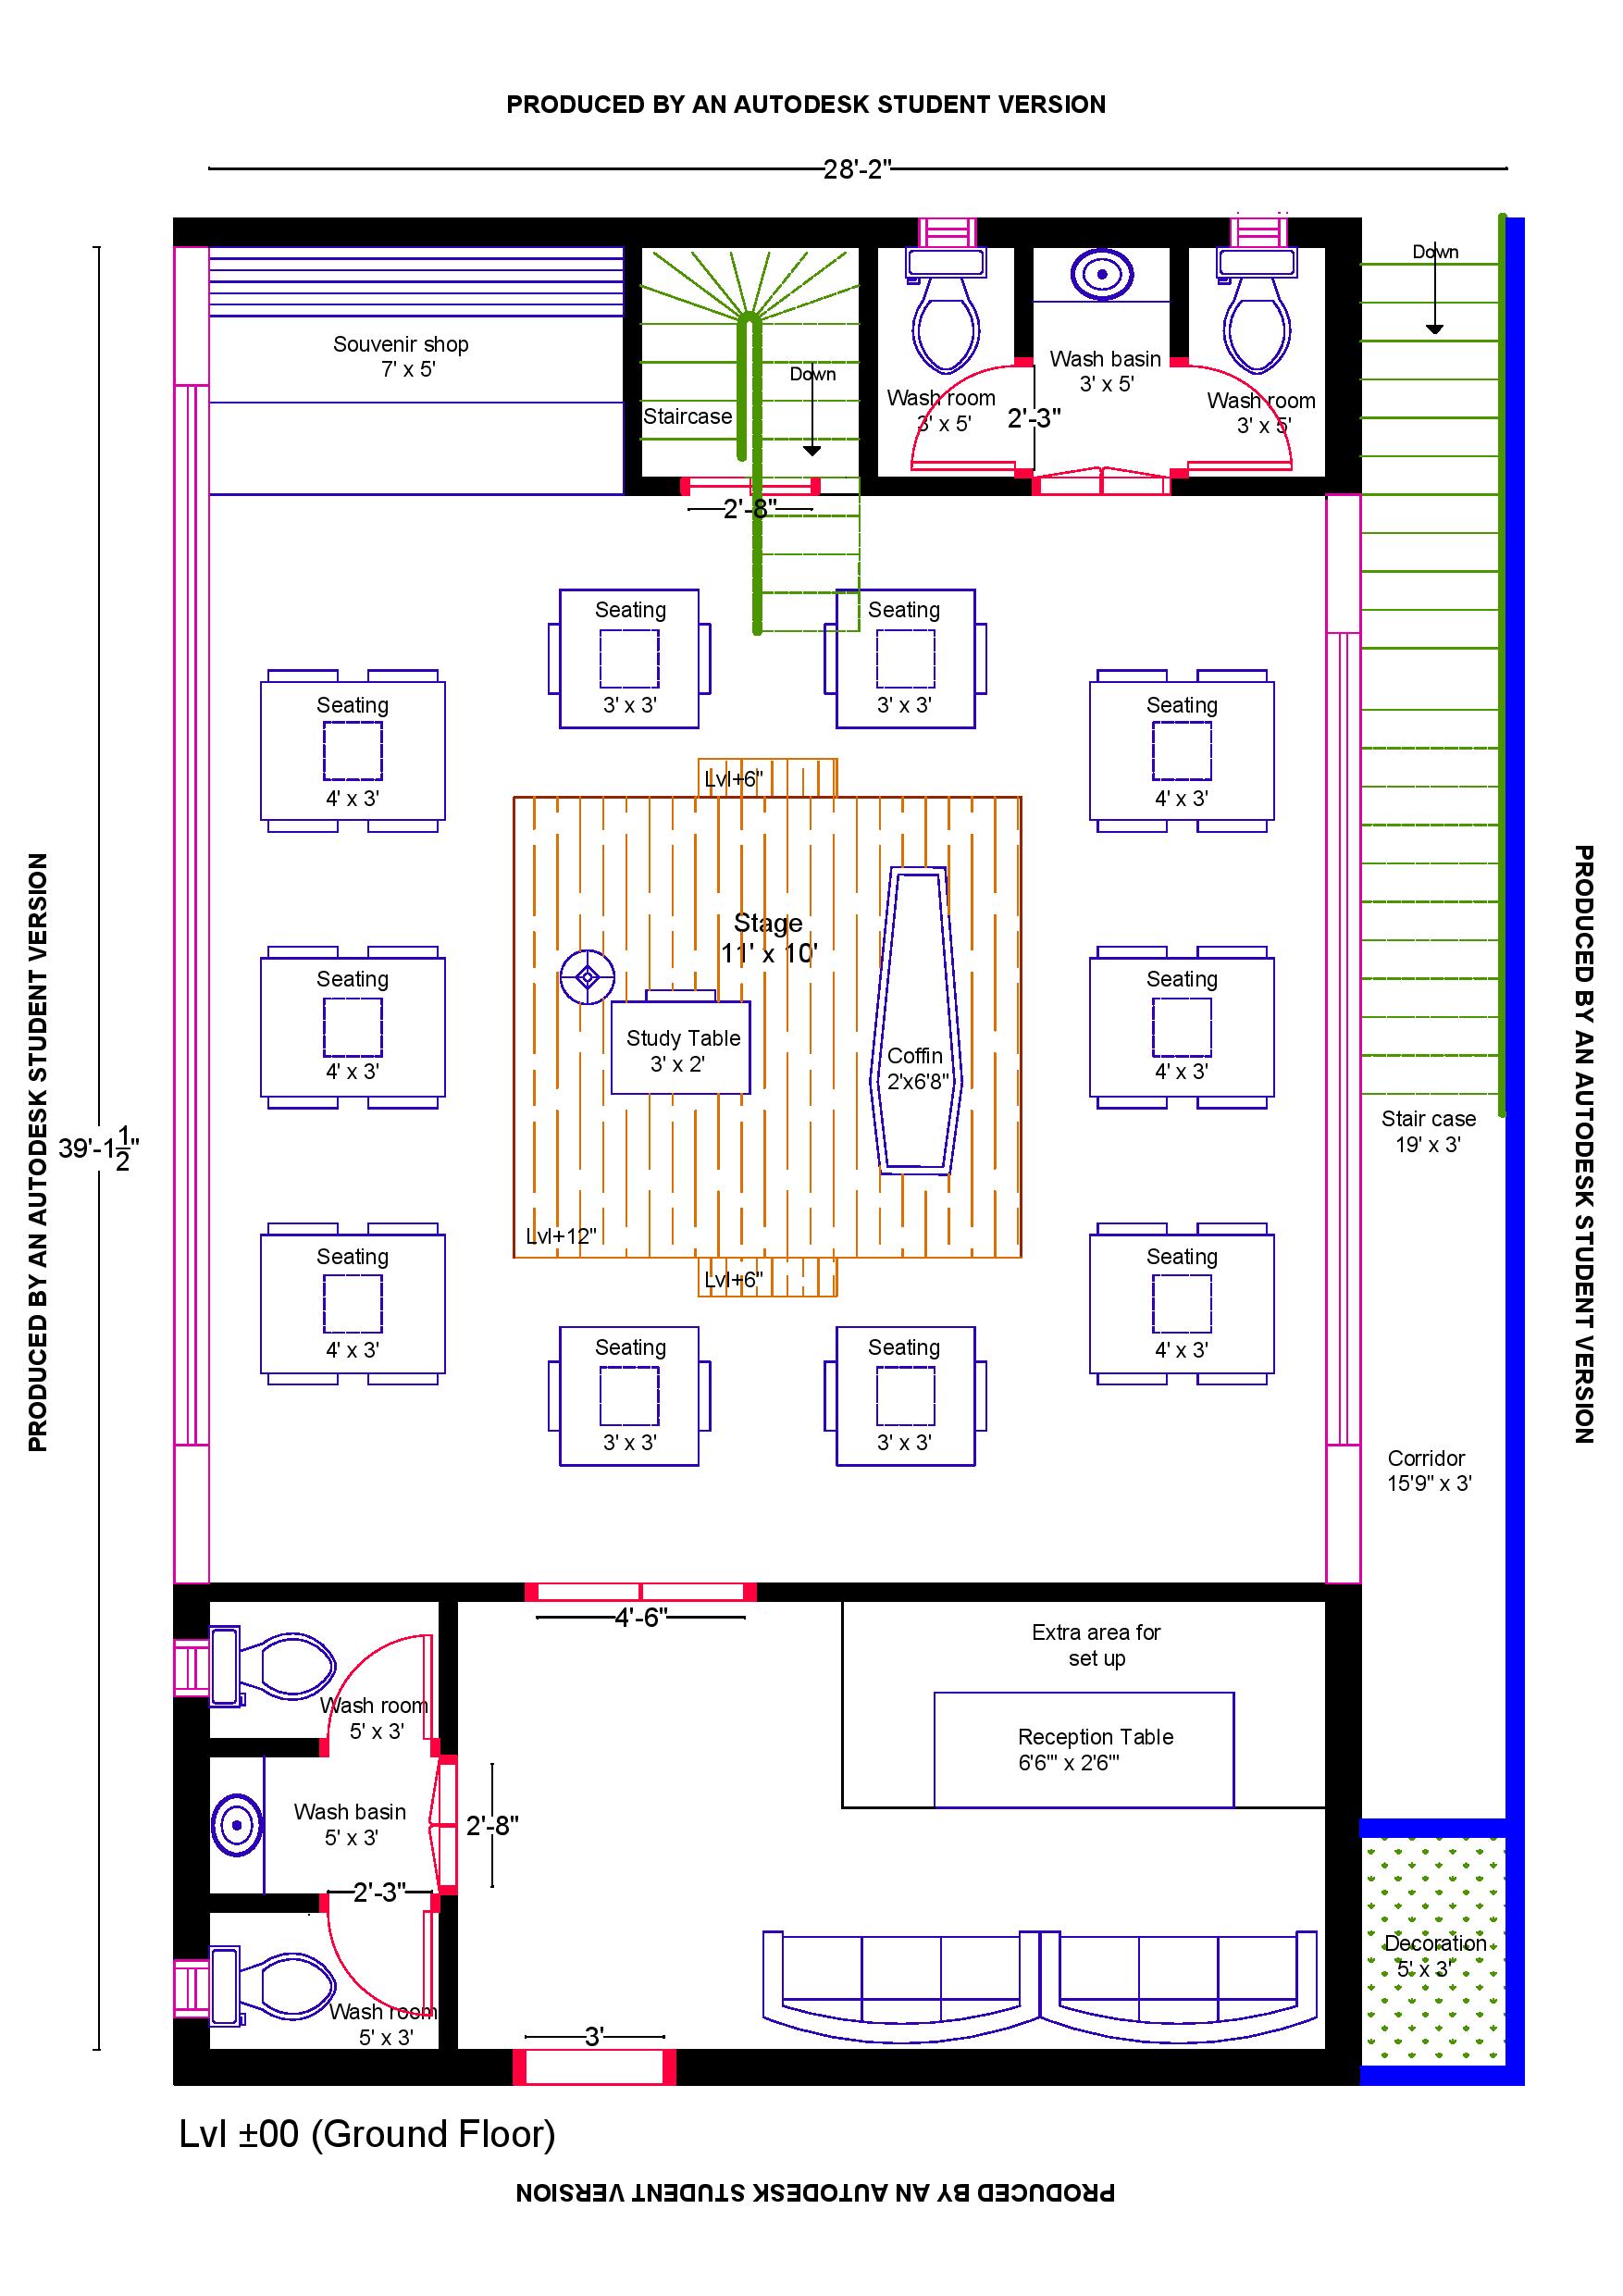 PRODUCED BY AN AUTODESK STUDENT VERSION
28'-2"
Down
Souvenir shop
7' x 5'
Down
Staircase
Wash room
3' x 5'
2'-3"
Wash basin
3' x 5'
Wash room
3' x 5'
2'-8"
Seating
3' x 3'
Seating
3' x 3'
Seating
4' x 3'
Seating
4' x 3'
Lvl+6"
Stage
11' x 10'
Seating
4' x 3'
Study Table
3' x 2'
Coffin
2'x6'8"
Seating
4' x 3'
PRODUCED BY AN AUTODESK STUDENT VERSION
39'-1 1/2"
Stair case
19' x 3'
PRODUCED BY AN AUTODESK STUDENT VERSION
Lvl+12"
Lvl+6"
Seating
4' x 3'
Seating
4' x 3'
Seating
3' x 3'
Seating
3' x 3'
Corridor
15'9" x 3'
4'-6"
Extra area for
set up
Wash room
5' x 3'
Reception Table
6'6'" x 2'6'"
Wash basin
5' x 3'
2'-8"
2'-3"
Decoration
5' x 3'
Wash room
5' x 3'
3'
Lvl ±00 (Ground Floor)
PRODUCED BY AN AUTODESK STUDENT VERSION